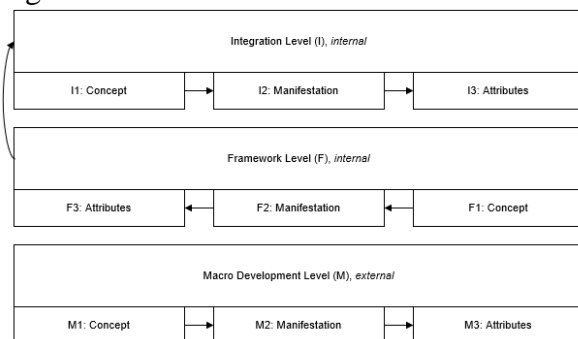 Integration Level (I), internal
I1: Concept
I2: Manifestation
I3: Attributes
Framework Level (F), internal
F3: Attributes
F2: Manifestation
F1: Concept
Macro Development Level (M), external
M1: Concept
M2: Manifestation
M3: Attributes